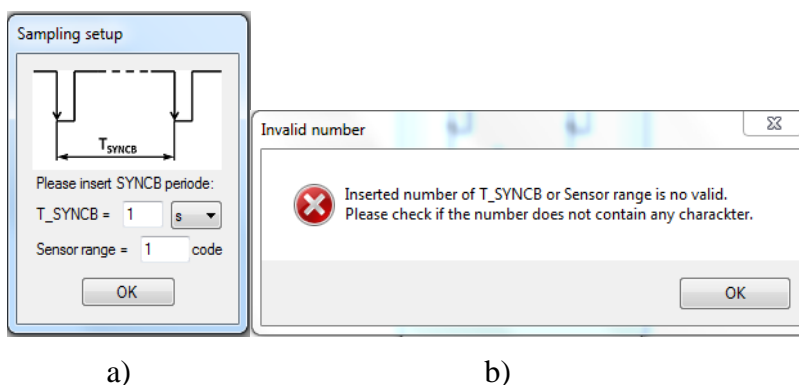 Sampling setup
T_SYNCB
Please insert SYNCB periode:
T_SYNCB = 1 s
Sensor range = 1 code
OK
Invalid number
Inserted number of T_SYNCB or Sensor range is no valid.
Please check if the number does not contain any charackter.
OK
a) b)